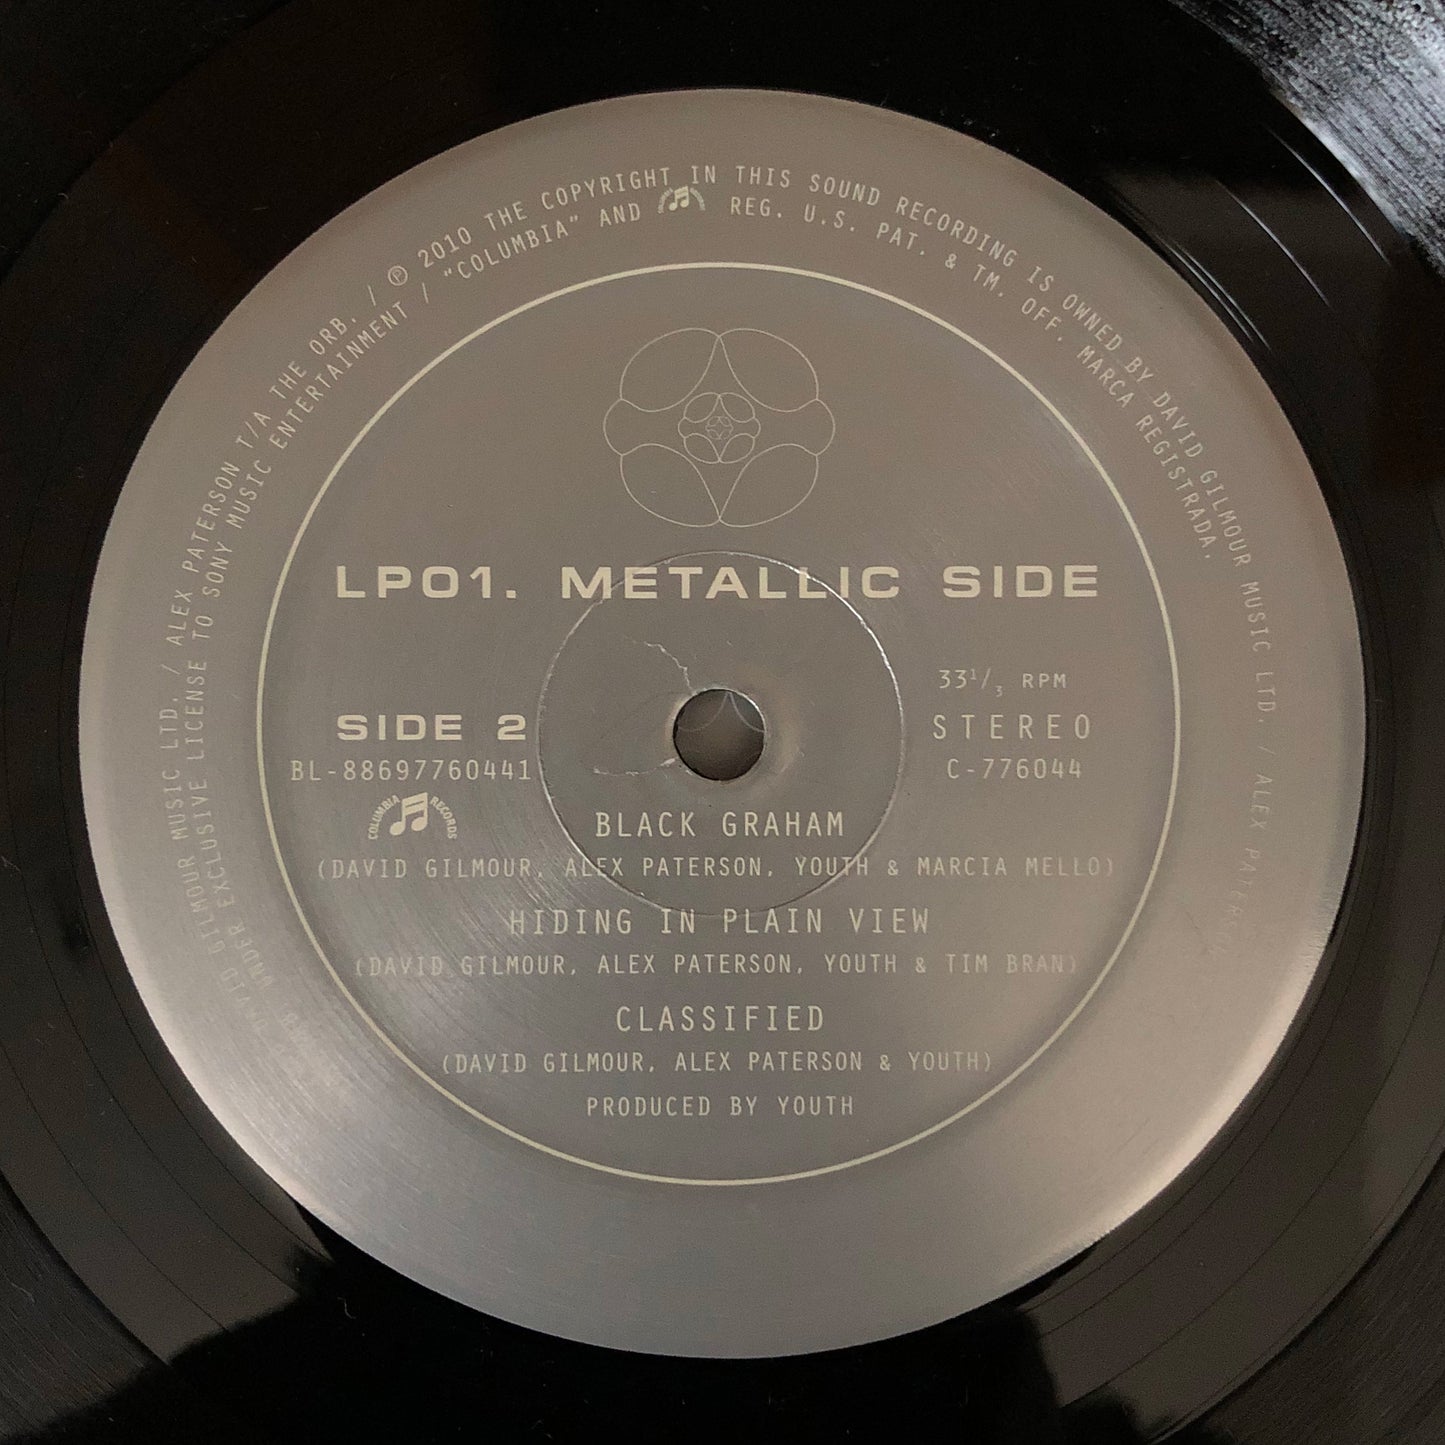 DAVID GILMOUR MUSIC LTD. / ALEX PATERSON T/A THE ORB. / ℗ 2010 THE COPYRIGHT IN THIS SOUND RECORDING IS OWNED BY DAVID GILMOUR MUSIC LTD. / ALEX PATERSON
UNDER EXCLUSIVE LICENSE TO SONY MUSIC ENTERTAINMENT / "COLUMBIA" AND REG. U.S. PAT. & TM. OFF. MARCA REGISTRADA.
LP01. METALLIC SIDE
33 1/3 RPM
SIDE 2
STEREO
BL-88697760441
C-776044
COLUMBIA RECORDS
BLACK GRAHAM
(DAVID GILMOUR, ALEX PATERSON, YOUTH & MARCIA MELLO)
HIDING IN PLAIN VIEW
(DAVID GILMOUR, ALEX PATERSON, YOUTH & TIM BRAN)
CLASSIFIED
(DAVID GILMOUR, ALEX PATERSON & YOUTH)
PRODUCED BY YOUTH